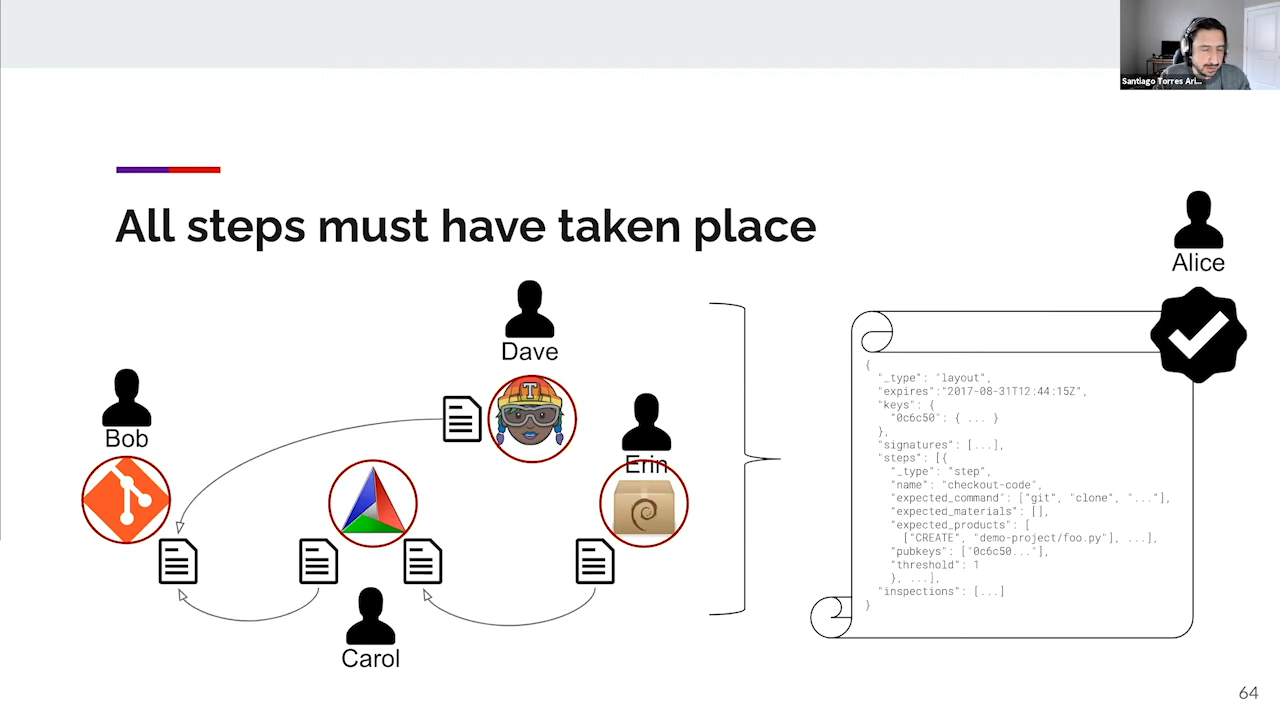 Santiago Torres Ari...
All steps must have taken place
Alice
Dave
Bob
Erin
Carol
T
{
"_type": "layout",
"expires":"2017-08-31T12:44:15Z",
"keys": {
"0c6c50": { ... }
},
"signatures": [...],
"steps": [{
"_type": "step",
"name": "checkout-code",
"expected_command": ["git", "clone", "..."],
"expected_materials": [],
"expected_products": [
["CREATE", "demo-project/foo.py"], ...],
"pubkeys": ["0c6c50..."],
"threshold": 1
}, ...],
"inspections": [...]
}
64